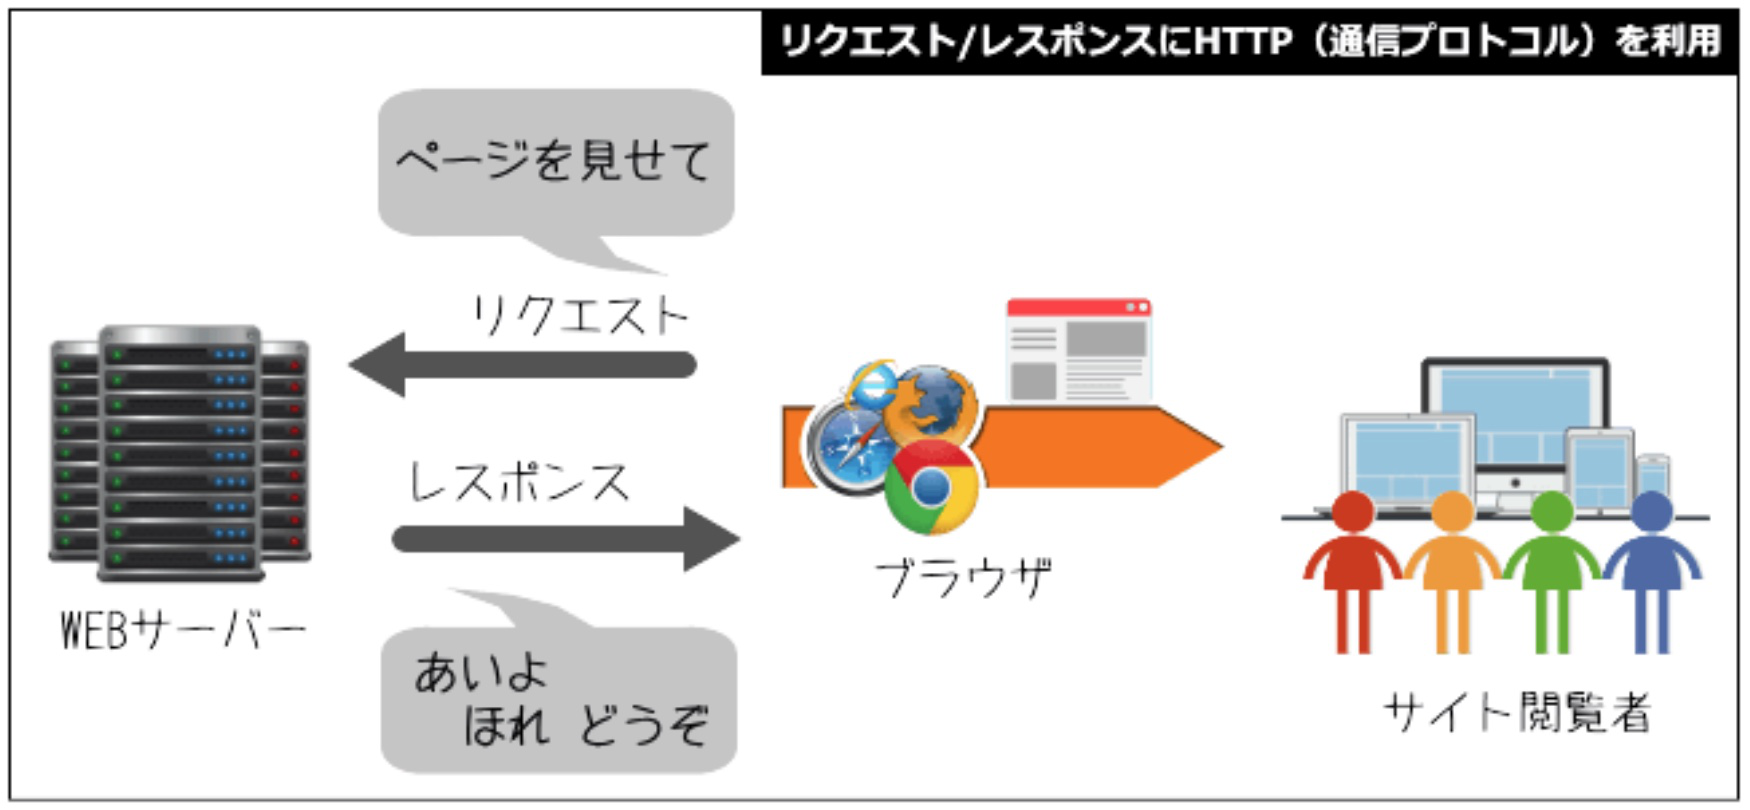 リクエスト/レスポンスにHTTP（通信プロトコル）を利用
ページを見せて
リクエスト
レスポンス
ブラウザ
WEBサーバー
あいよ
ほれ どうぞ
サイト閲覧者